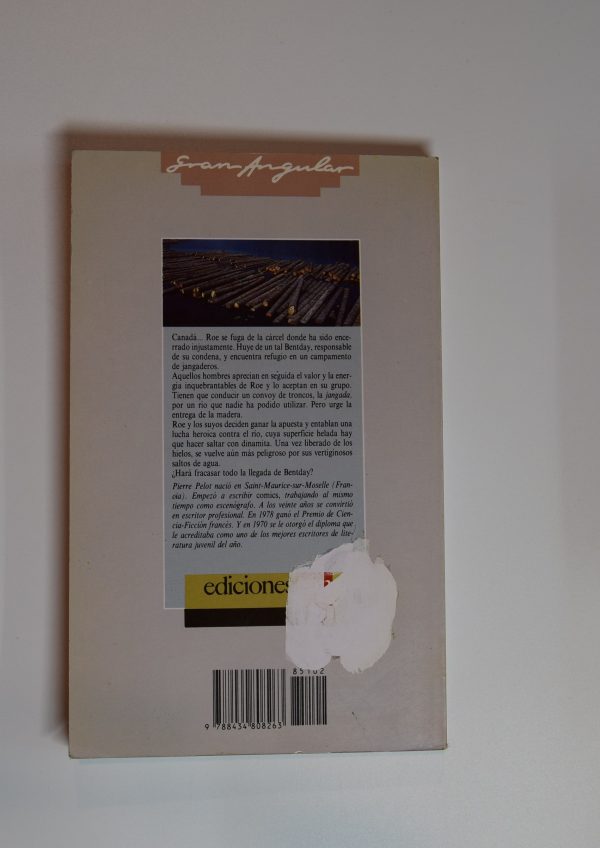 Gran Angular
Canadá... Roe se fuga de la cárcel donde ha sido ence-
rrado injustamente. Huye de un tal Bentday, responsable
de su condena, y encuentra refugio en un campamento
de jangaderos.
Aquellos hombres aprecian en seguida el valor y la ener-
gía inquebrantables de Roe y lo aceptan en su grupo.
Tienen que conducir un convoy de troncos, la jangada,
por un río que nadie ha podido utilizar. Pero urge la
entrega de la madera.
Roe y los suyos deciden ganar la apuesta y entablan una
lucha heroica contra el río, cuya superficie helada hay
que hacer saltar con dinamita. Una vez liberado de los
hielos, se vuelve aún más peligroso por sus vertiginosos
saltos de agua.
¿Hará fracasar todo la llegada de Bentday?
Pierre Pelot nació en Saint-Maurice-sur-Moselle (Fran-
cia). Empezó a escribir comics, trabajando al mismo
tiempo como escenógrafo. A los veinte años se convirtió
en escritor profesional. En 1978 ganó el Premio de Cien-
cia-Ficción francés. Y en 1970 se le otorgó el diploma que
le acreditaba como uno de los mejores escritores de lite-
ratura juvenil del año.
ediciones
85102
9 788434 808263